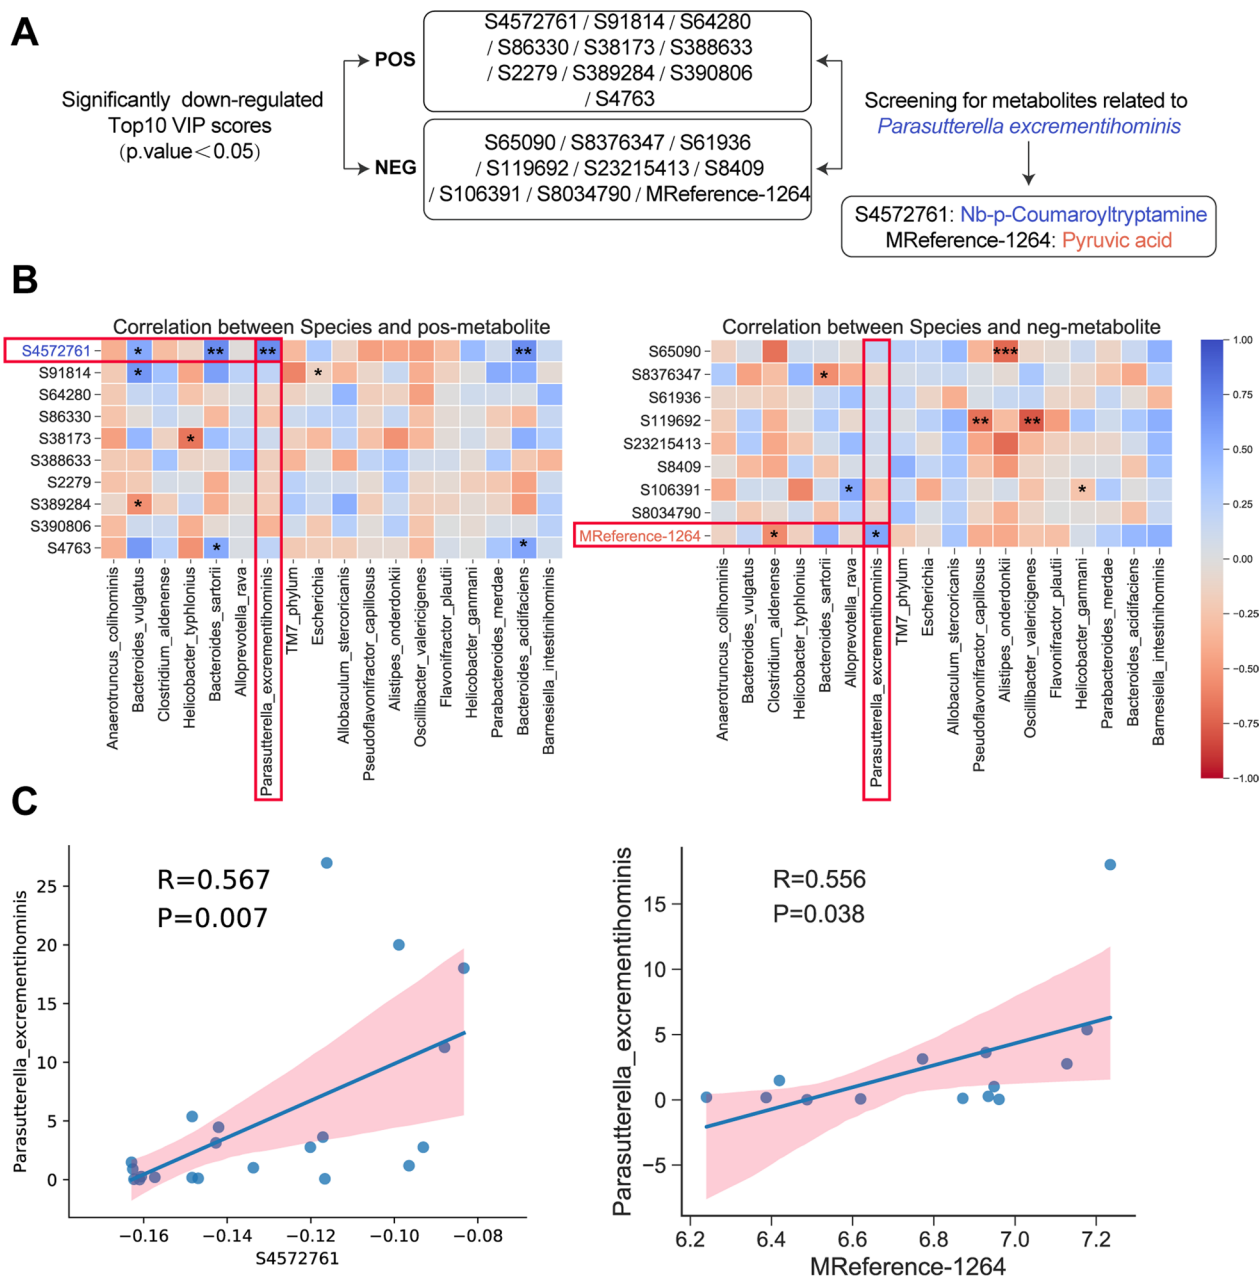 A
Significantly down-regulated
Top10 VIP scores
(p.value<0.05)
POS
NEG
S4572761 / S91814 / S64280
/ S86330 / S38173 / S388633
/ S2279 / S389284 / S390806
/ S4763
S65090 / S8376347 / S61936
/ S119692 / S23215413 / S8409
/ S106391 / S8034790 / MReference-1264
Screening for metabolites related to
Parasutterella excrementihominis
S4572761: Nb-p-Coumaroyltryptamine
MReference-1264: Pyruvic acid
B
Correlation between Species and pos-metabolite
S4572761
S91814
S64280
S86330
S38173
S388633
S2279
S389284
S390806
S4763
* ** ** **
* *
*
*
* *
Anaerotruncus_colihominis
Bacteroides_vulgatus
Clostridium_aldenense
Helicobacter_typhlonius
Bacteroides_sartorii
Alloprevotella_rava
Parasutterella_excrementihominis
TM7_phylum
Escherichia
Allobaculum_stercoricanis
Pseudoflavonifractor_capillosus
Alistipes_onderdonkii
Oscillibacter_valericigenes
Flavonifractor_plautii
Helicobacter_ganmani
Parabacteroides_merdae
Bacteroides_acidifaciens
Barnesiella_intestinihominis
Correlation between Species and neg-metabolite
S65090
S8376347
S61936
S119692
S23215413
S8409
S106391
S8034790
MReference-1264
***
*
** **
* *
* *
Anaerotruncus_colihominis
Bacteroides_vulgatus
Clostridium_aldenense
Helicobacter_typhlonius
Bacteroides_sartorii
Alloprevotella_rava
Parasutterella_excrementihominis
TM7_phylum
Escherichia
Allobaculum_stercoricanis
Pseudoflavonifractor_capillosus
Alistipes_onderdonkii
Oscillibacter_valericigenes
Flavonifractor_plautii
Helicobacter_ganmani
Parabacteroides_merdae
Bacteroides_acidifaciens
Barnesiella_intestinihominis
1.00
0.75
0.50
0.25
0.00
−0.25
−0.50
−0.75
−1.00
C
R=0.567
P=0.007
Parasutterella_excrementihominis
25
20
15
10
5
0
−0.16 −0.14 −0.12 −0.10 −0.08
S4572761
R=0.556
P=0.038
Parasutterella_excrementihominis
15
10
5
0
−5
6.2 6.4 6.6 6.8 7.0 7.2
MReference-1264